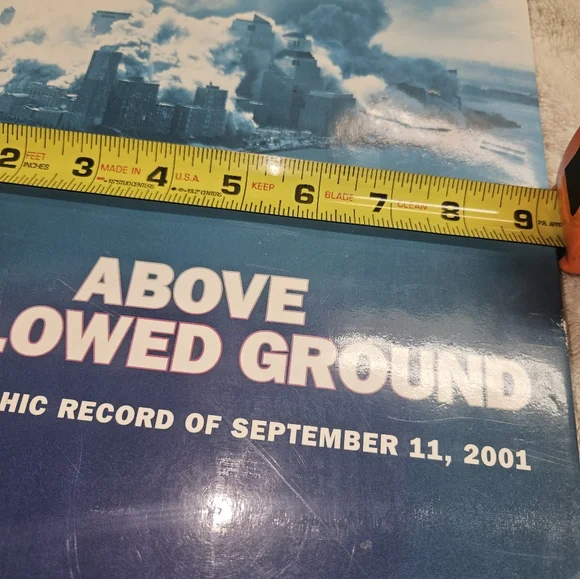 2 FEET INCHES 3 MADE IN 4 U.S.A. 5 KEEP 6 BLADE 7 CLEAN 8 9
ABOVE
LOWED GROUND
HIC RECORD OF SEPTEMBER 11, 2001